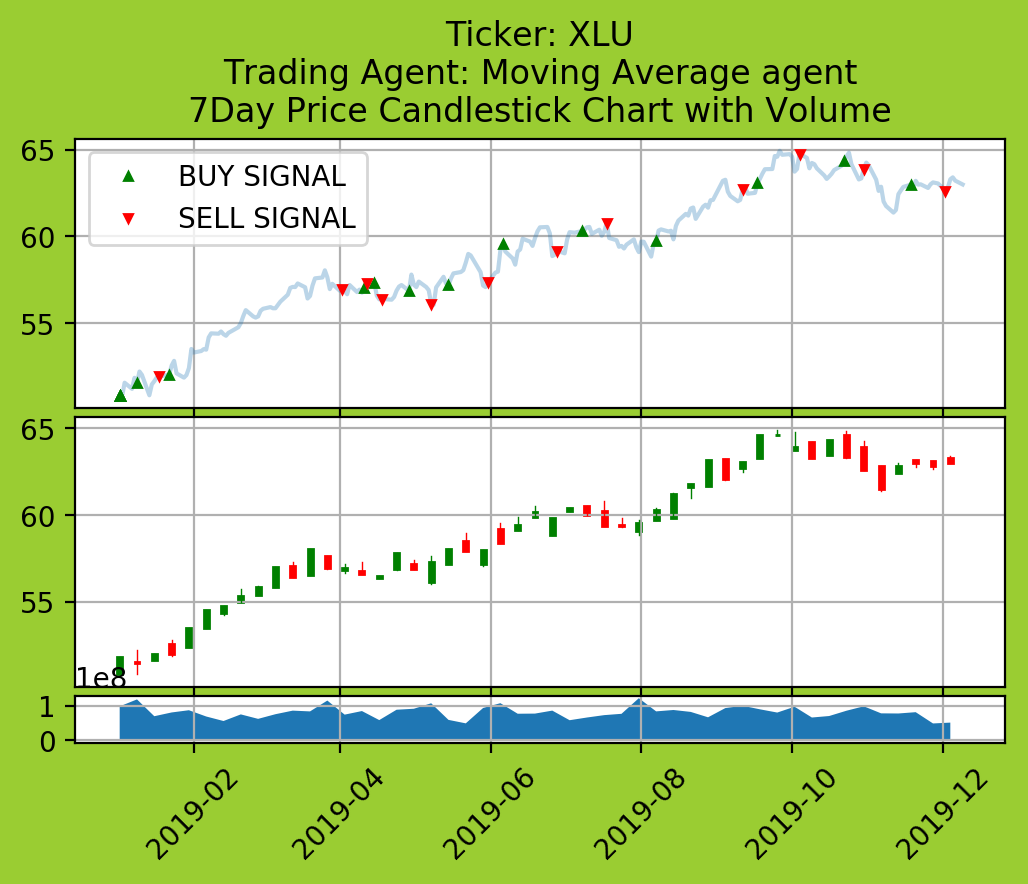 Ticker: XLU
Trading Agent: Moving Average agent
7Day Price Candlestick Chart with Volume
65
60
55
BUY SIGNAL
SELL SIGNAL
65
60
55
1e8
1
0
2019-02
2019-04
2019-06
2019-08
2019-10
2019-12